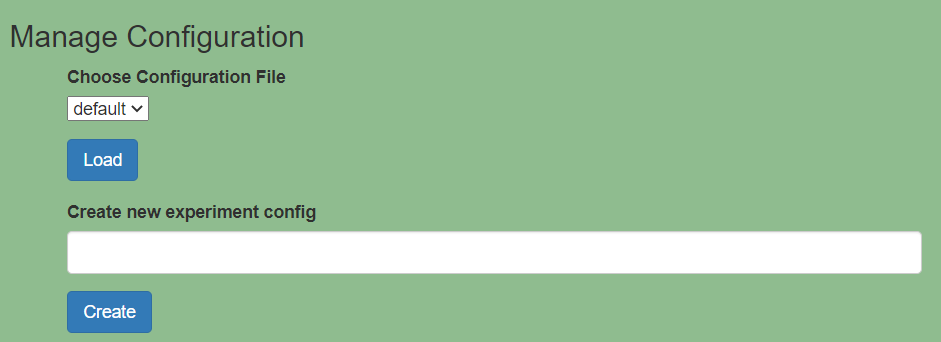 Manage Configuration
Choose Configuration File
default
Load
Create new experiment config
Create